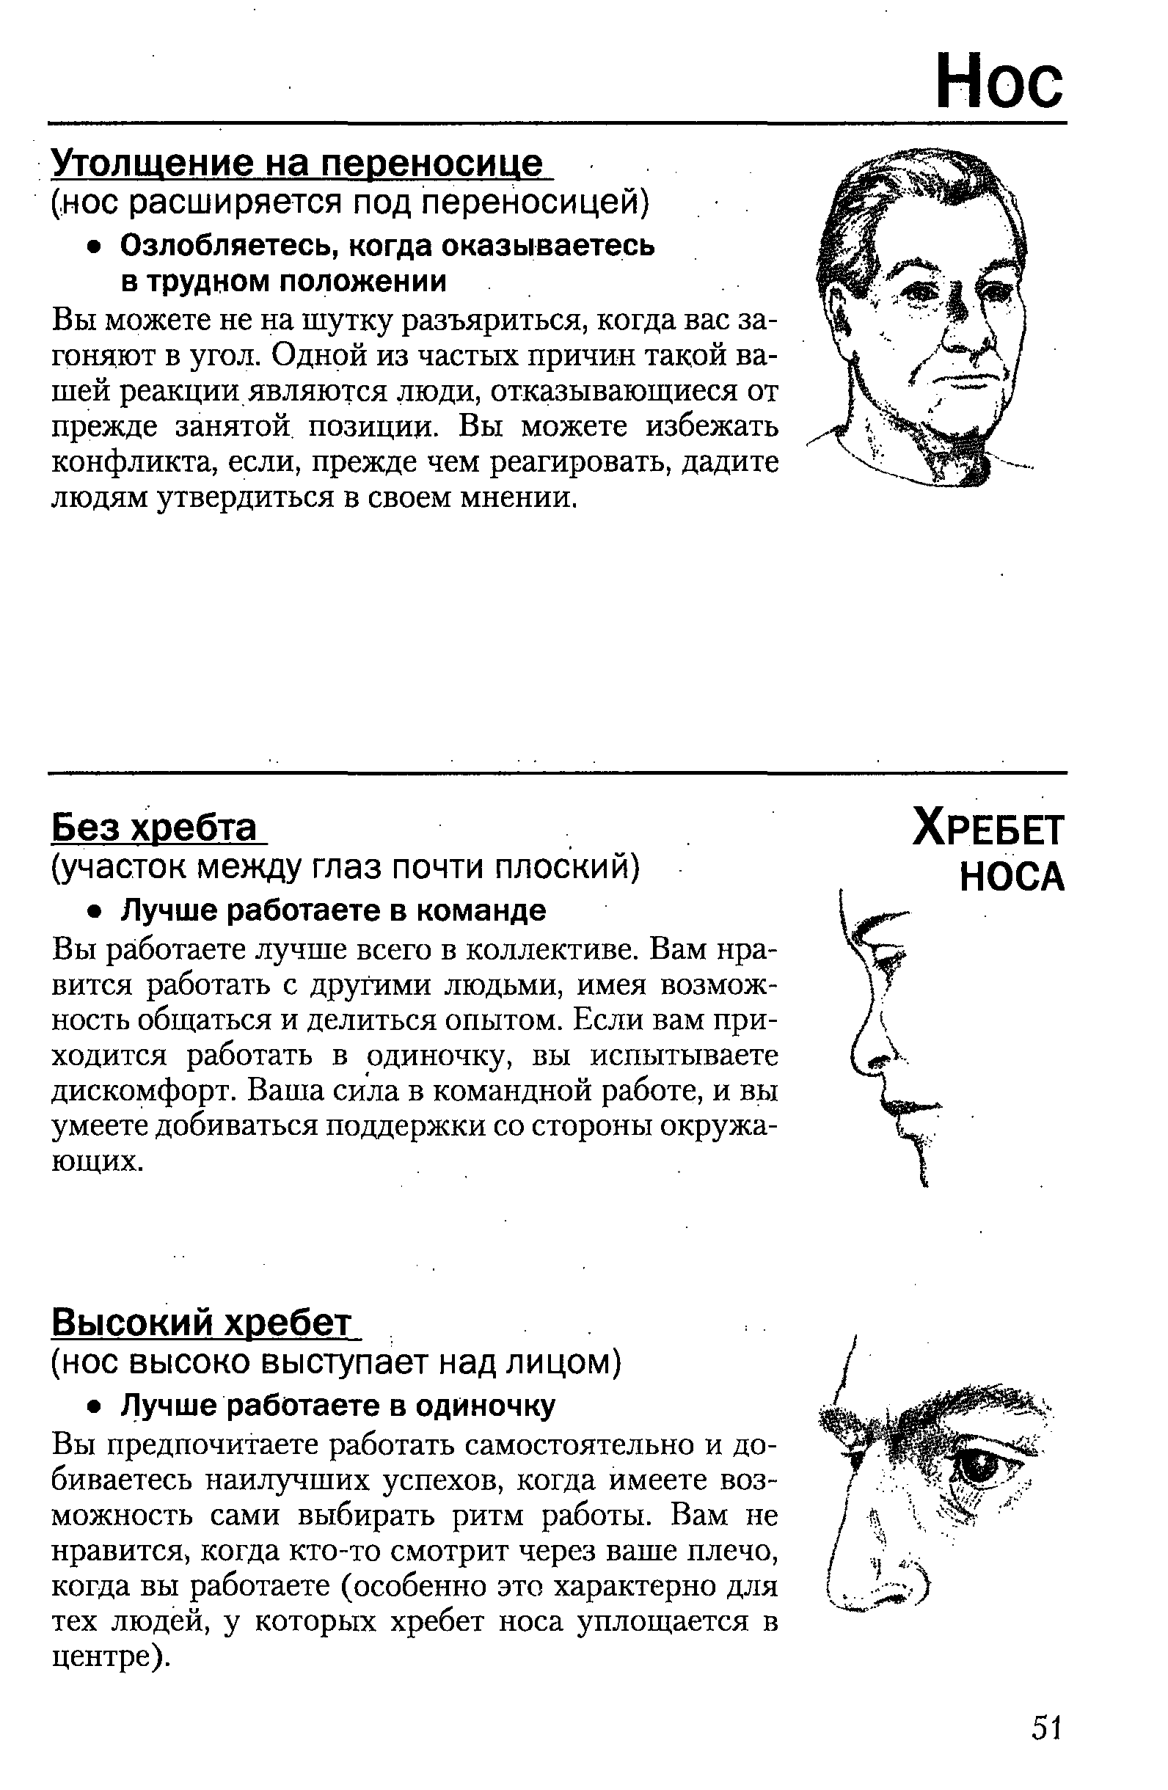 Нос
Утолщение на переносице
(нос расширяется под переносицей)
• Озлобляетесь, когда оказываетесь
в трудном положении
Вы можете не на шутку разъяриться, когда вас за-
гоняют в угол. Одной из частых причин такой ва-
шей реакции являются люди, отказывающиеся от
прежде занятой позиции. Вы можете избежать
конфликта, если, прежде чем реагировать, дадите
людям утвердиться в своем мнении.
Хребет
носа
Без хребта
(участок между глаз почти плоский)
• Лучше работаете в команде
Вы работаете лучше всего в коллективе. Вам нра-
вится работать с другими людьми, имея возмож-
ность общаться и делиться опытом. Если вам при-
ходится работать в одиночку, вы испытываете
дискомфорт. Ваша сила в командной работе, и вы
умеете добиваться поддержки со стороны окружа-
ющих.
Высокий хребет
(нос высоко выступает над лицом)
• Лучше работаете в одиночку
Вы предпочитаете работать самостоятельно и до-
биваетесь наилучших успехов, когда имеете воз-
можность сами выбирать ритм работы. Вам не
нравится, когда кто-то смотрит через ваше плечо,
когда вы работаете (особенно это характерно для
тех людей, у которых хребет носа уплощается в
центре).
51